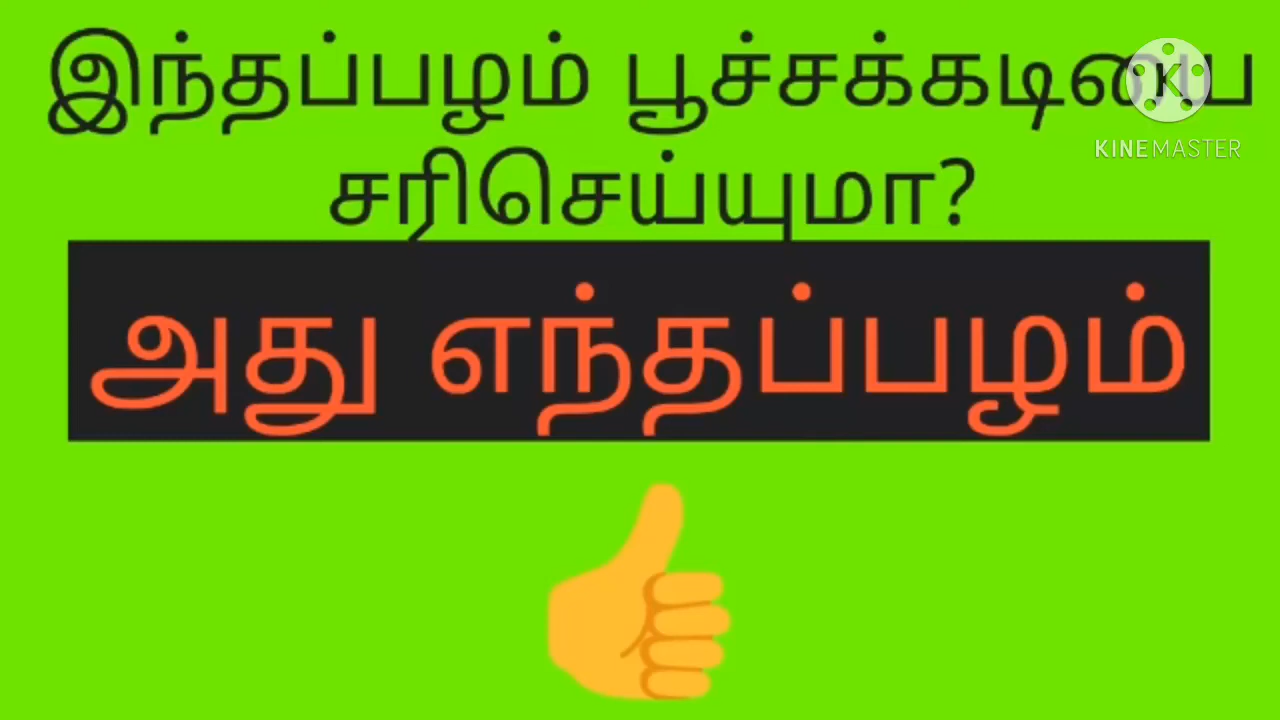 இந்தப்பழம் பூச்சக்கடியை
சரிசெய்யுமா?
அது எந்தப்பழம்
K
KINEMASTER